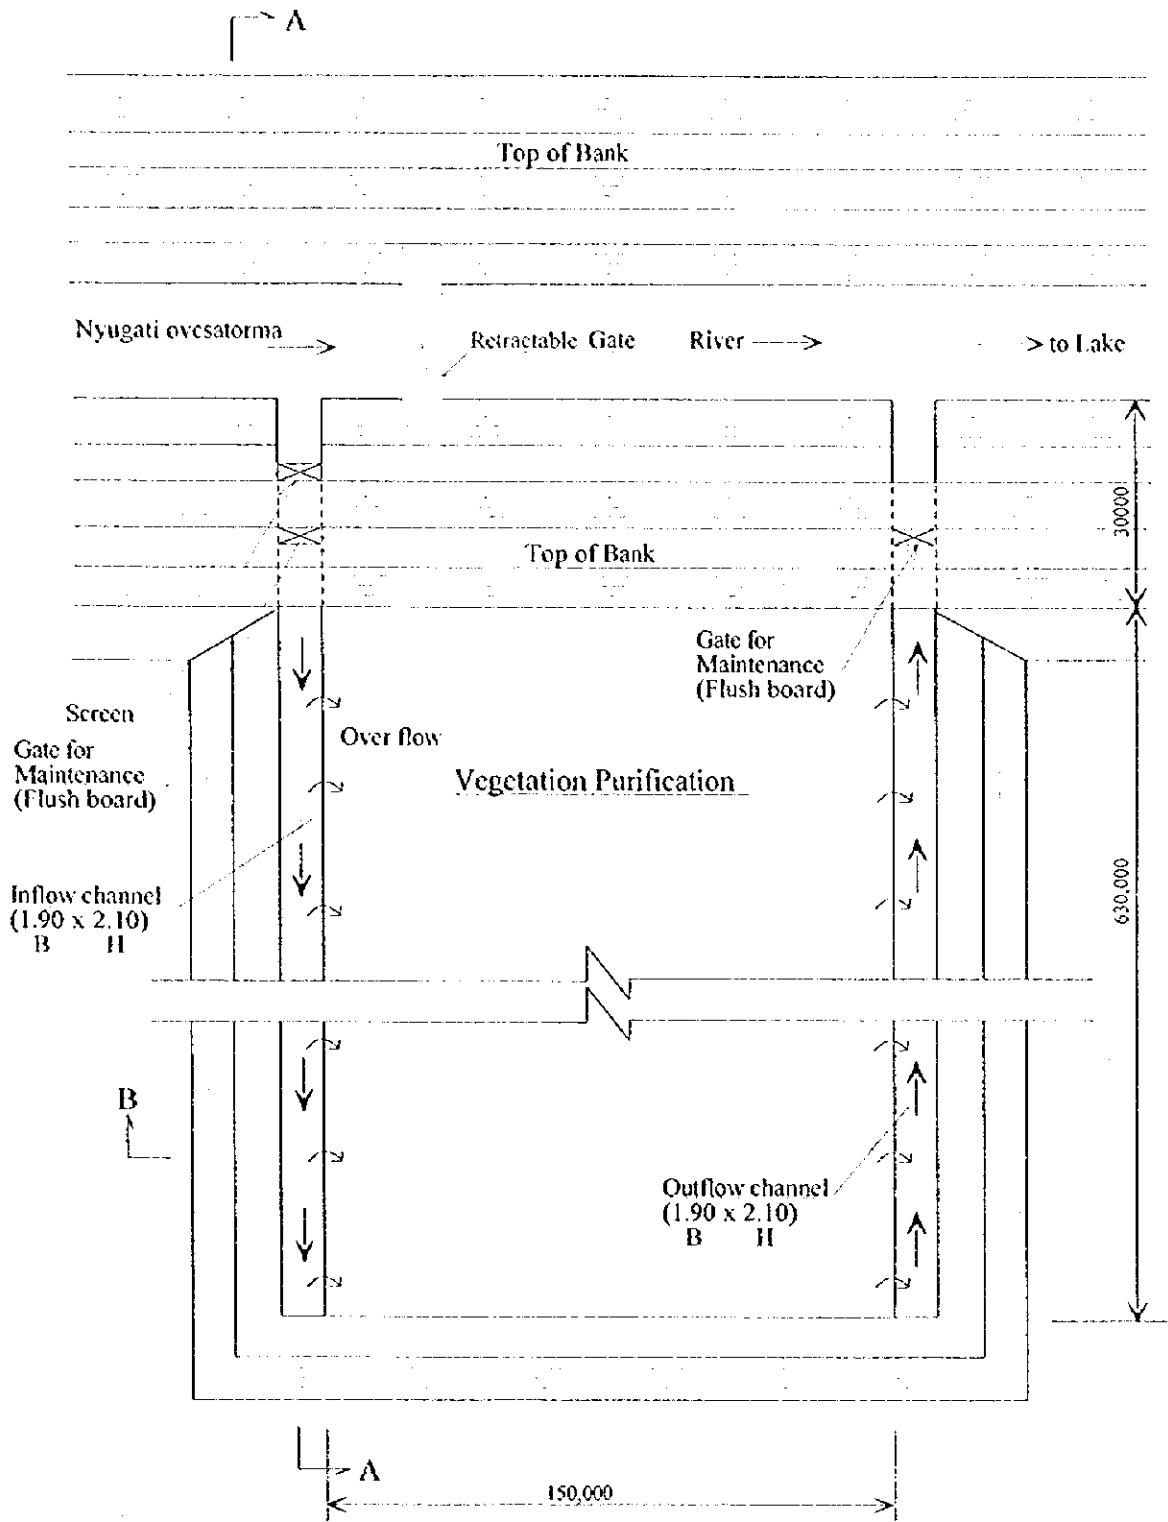 A
Top of Bank
Nyugati ovcsatorma
Retractable Gate
River
to Lake
30000
Top of Bank
Gate for
Maintenance
(Flush board)
Screen
Gate for
Maintenance
(Flush board)
Over flow
Vegetation Purification
Inflow channel
(1.90 x 2.10)
B H
630,000
B
Outflow channel
(1.90 x 2.10)
B H
A
150,000